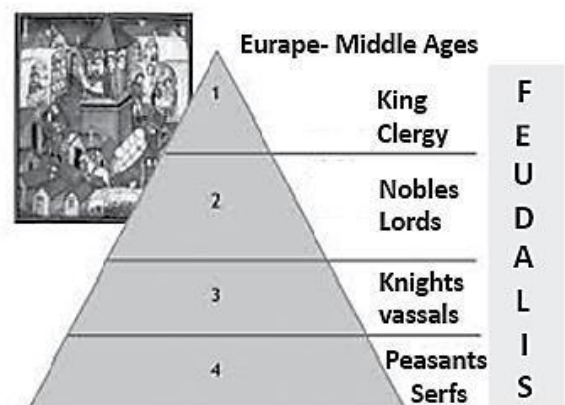 Eurape- Middle Ages
1
King
Clergy
2
Nobles
Lords
3
Knights
vassals
4
Peasants
Serfs
F
E
U
D
A
L
I
S